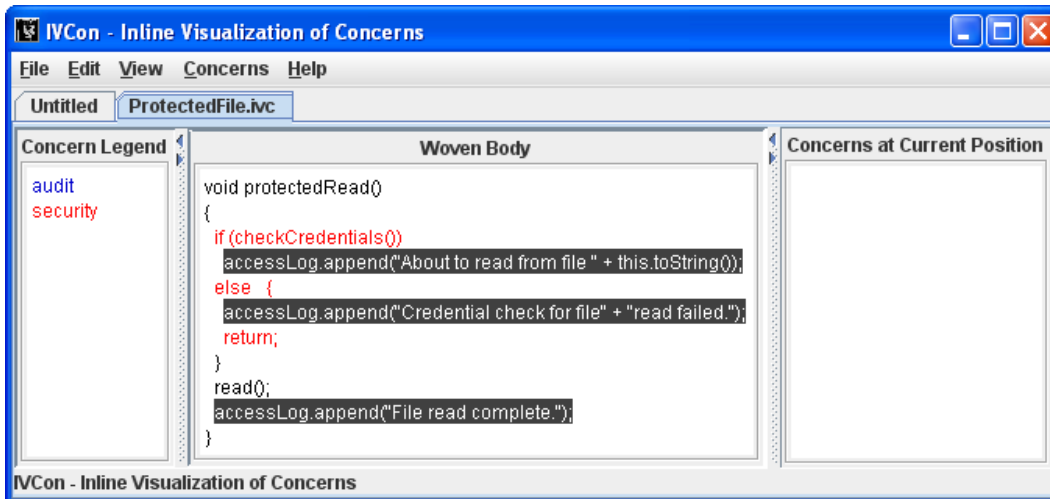 IVCon - Inline Visualization of Concerns
File Edit View Concerns Help
Untitled ProtectedFile.ivc
Concern Legend
audit
security
Woven Body
void protectedRead()
{
if (checkCredentials())
accessLog.append("About to read from file " + this.toString());
else {
accessLog.append("Credential check for file" + "read failed.");
return;
}
read();
accessLog.append("File read complete.");
}
Concerns at Current Position
IVCon - Inline Visualization of Concerns